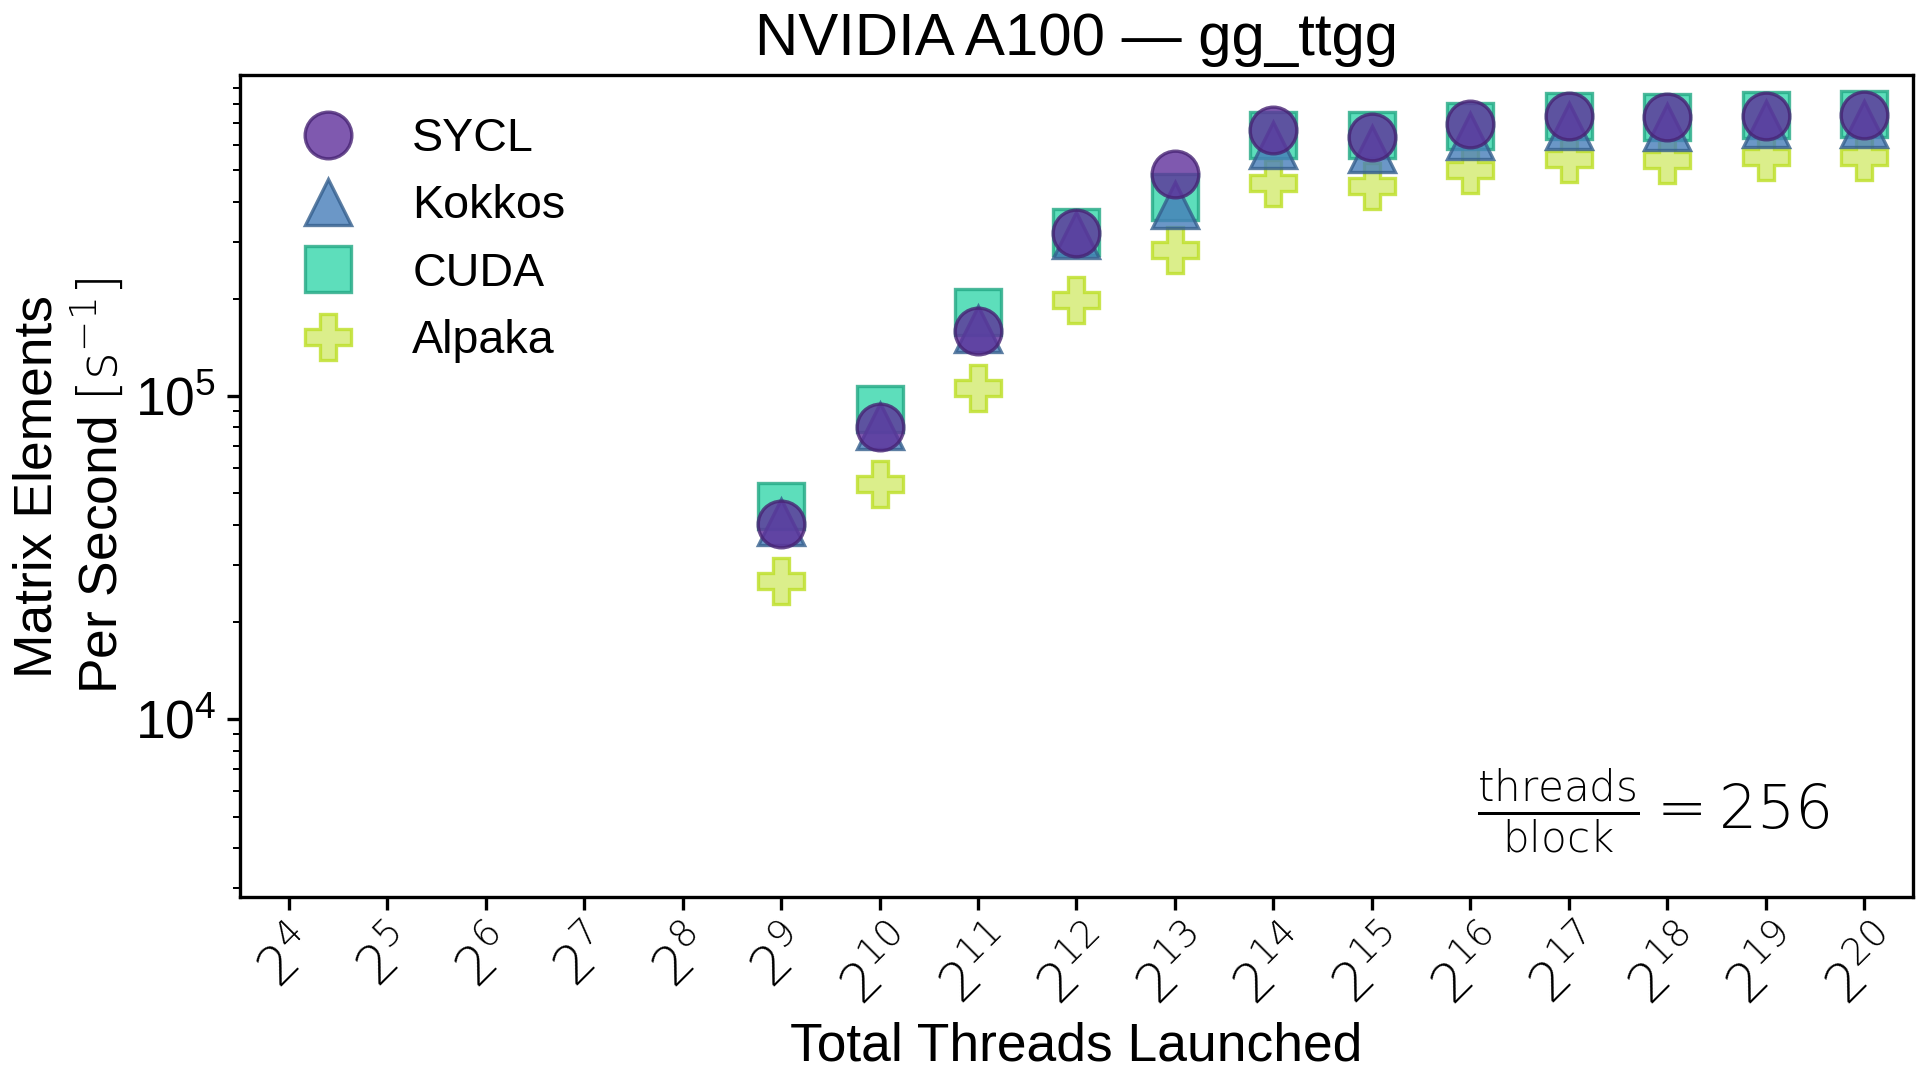 NVIDIA A100 — gg_ttgg
SYCL
Kokkos
CUDA
Alpaka
Matrix Elements
Per Second [s⁻¹]
10⁵
10⁴
threads
block
= 256
2⁴ 2⁵ 2⁶ 2⁷ 2⁸ 2⁹ 2¹⁰ 2¹¹ 2¹² 2¹³ 2¹⁴ 2¹⁵ 2¹⁶ 2¹⁷ 2¹⁸ 2¹⁹ 2²⁰
Total Threads Launched